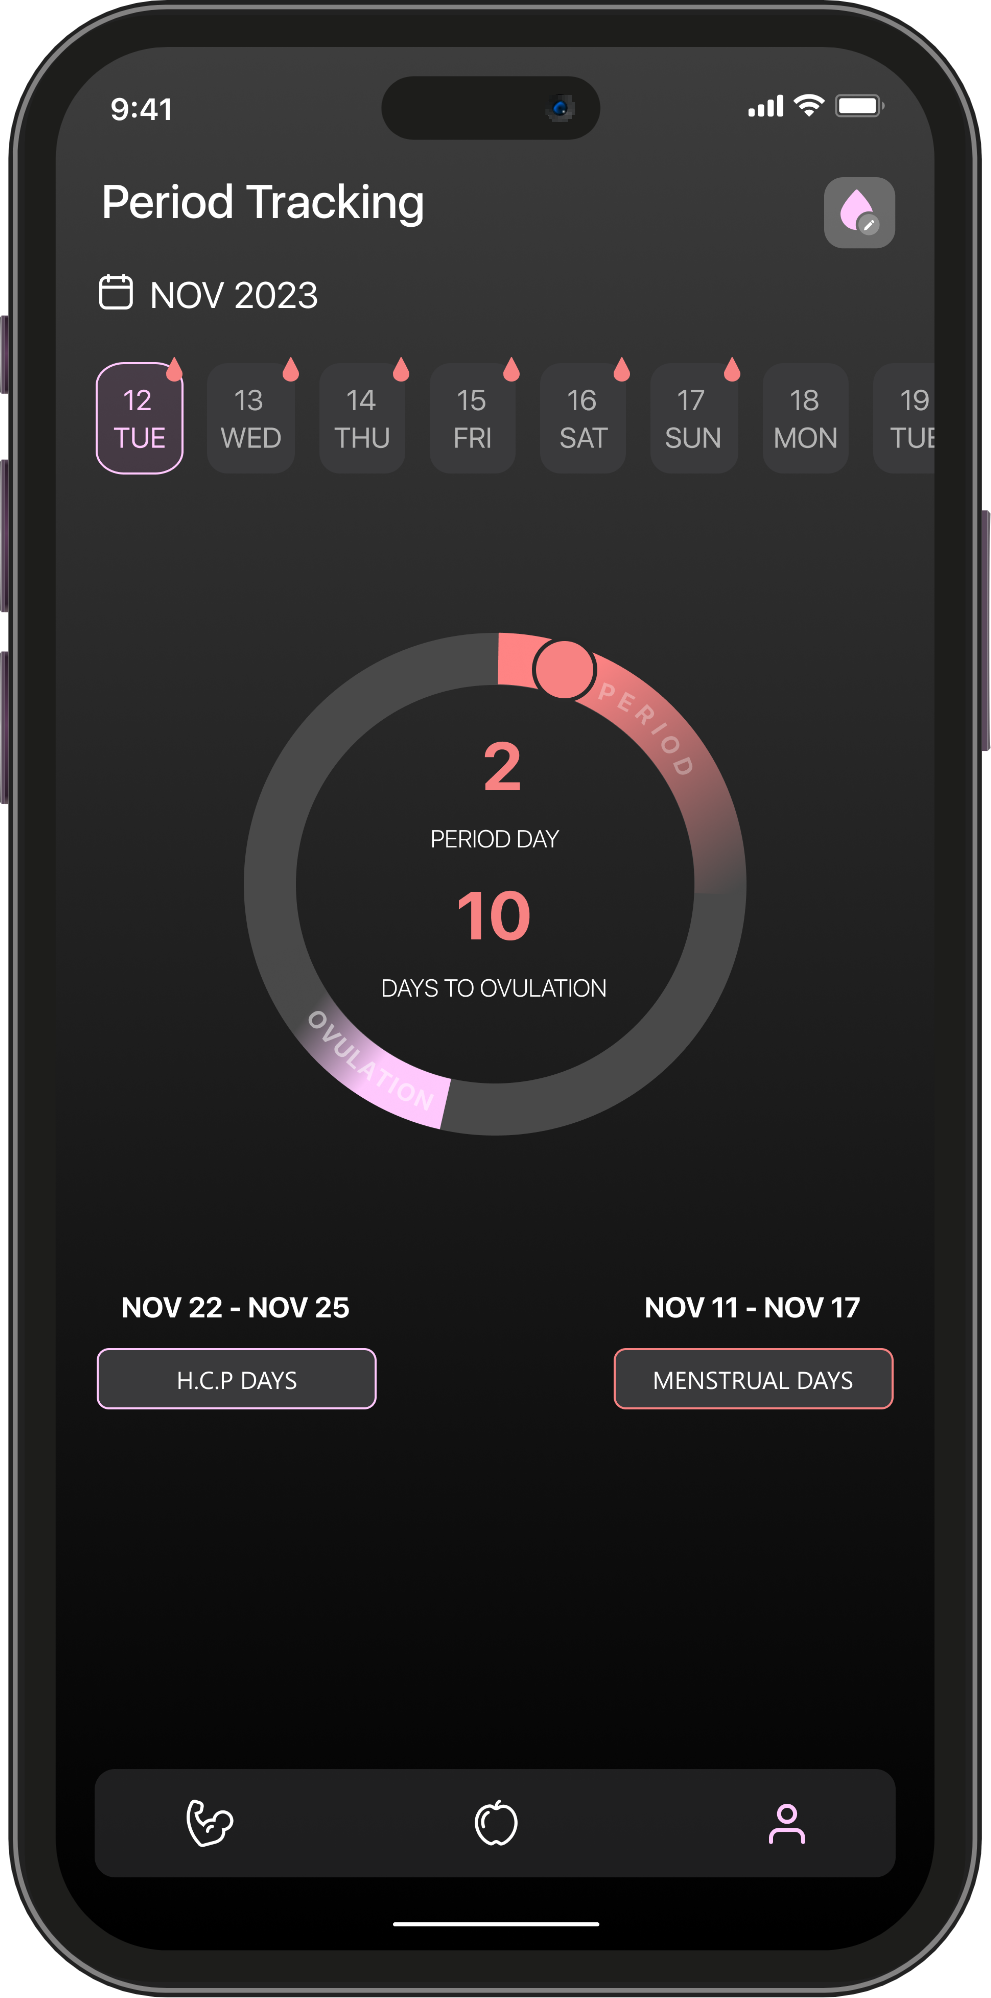 9:41
Period Tracking
NOV 2023
12 13 14 15 16 17 18 19
TUE WED THU FRI SAT SUN MON TUE
PERIOD
2
PERIOD DAY
10
DAYS TO OVULATION
OVULATION
NOV 22 - NOV 25 NOV 11 - NOV 17
H.C.P DAYS MENSTRUAL DAYS